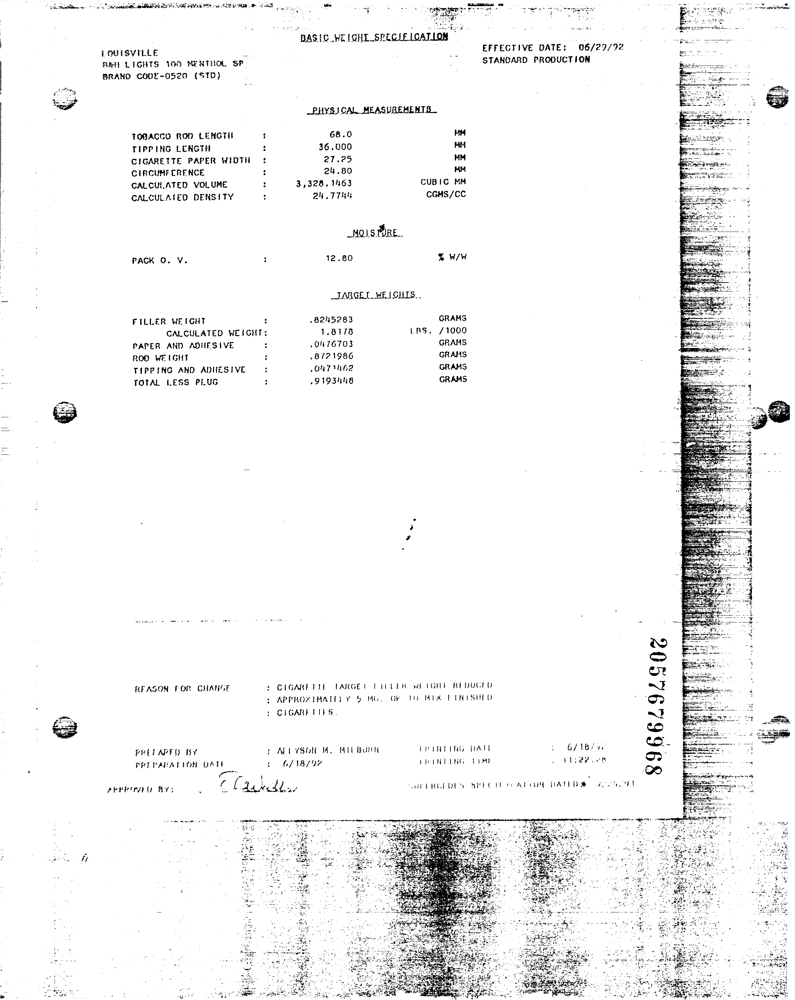 BASIC WEIGHT SPECIFICATION
LOUISVILLE
B&H LIGHTS 100 MENTHOL SP
BRAND CODE-0520 (STD)
EFFECTIVE DATE: 06/29/92
STANDARD PRODUCTION
PHYSICAL MEASUREMENTS
TOBACCO ROD LENGTH : 68.0 MM
TIPPING LENGTH : 36.000 MM
CIGARETTE PAPER WIDTH : 27.25 MM
CIRCUMFERENCE : 24.80 MM
CALCULATED VOLUME : 3,328.1463 CUBIC MM
CALCULATED DENSITY : 24.7744 CGMS/CC
MOISTURE
PACK O. V. : 12.80 % W/W
TARGET WEIGHTS
FILLER WEIGHT : .8245283 GRAMS
CALCULATED WEIGHT: 1.8178 LBS. /1000
PAPER AND ADHESIVE : .0476703 GRAMS
ROD WEIGHT : .8721986 GRAMS
TIPPING AND ADHESIVE : .0471462 GRAMS
TOTAL LESS PLUG : .9193448 GRAMS
REASON FOR CHANGE : CIGARETTE TARGET FILLER WEIGHT REDUCED
: APPROXIMATELY 5 MG. OF FINISHED
: CIGARETTES.
PREPARED BY : ALLYSON M. MILBURN PRINTING DATE : 6/18/92
PREPARATION DATE : 6/18/92 PRINTING TIME : 11:22.28
APPROVED BY: SUPERCEDES SPECIFICATION DATED
2057679968